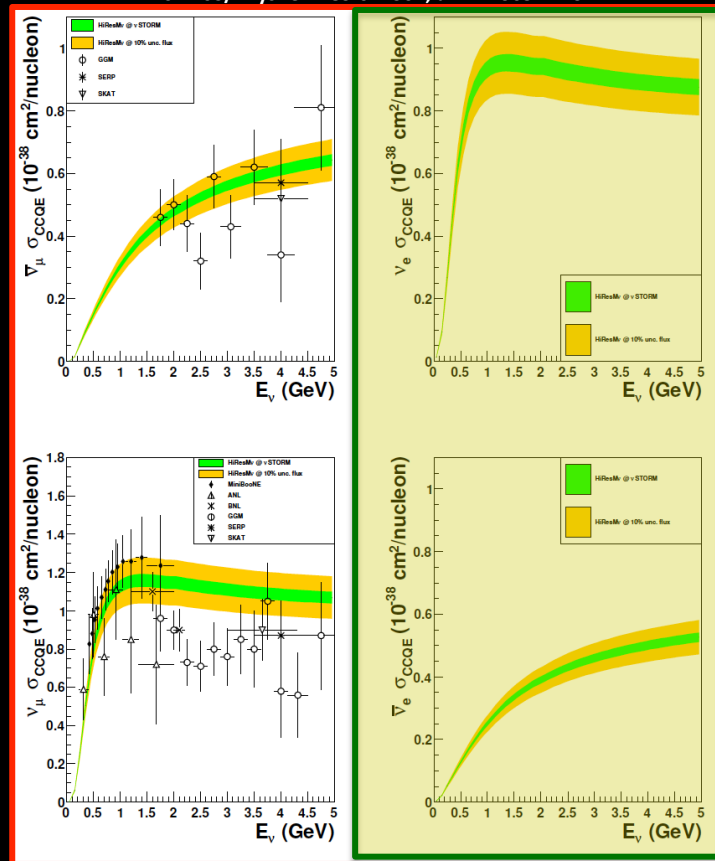 HiResMν @ ν STORM
HiResMν @ 10% unc. flux
GGM
SERP
SKAT
ν̅μ σCCQE (10⁻³⁸ cm²/nucleon)
1
0.8
0.6
0.4
0.2
0
0 0.5 1 1.5 2 2.5 3 3.5 4 4.5 5
Eν (GeV)
νe σCCQE (10⁻³⁸ cm²/nucleon)
1
0.8
0.6
0.4
0.2
0
HiResMν @ ν STORM
HiResMν @ 10% unc. flux
0 0.5 1 1.5 2 2.5 3 3.5 4 4.5 5
Eν (GeV)
νμ σCCQE (10⁻³⁸ cm²/nucleon)
1.8
1.6
1.4
1.2
1
0.8
0.6
0.4
0.2
0
HiResMν @ ν STORM
HiResMν @ 10% unc. flux
MiniBooNE
ANL
BNL
GGM
SERP
SKAT
0 0.5 1 1.5 2 2.5 3 3.5 4 4.5 5
Eν (GeV)
ν̅e σCCQE (10⁻³⁸ cm²/nucleon)
1
0.8
0.6
0.4
0.2
0
HiResMν @ ν STORM
HiResMν @ 10% unc. flux
0 0.5 1 1.5 2 2.5 3 3.5 4 4.5 5
Eν (GeV)